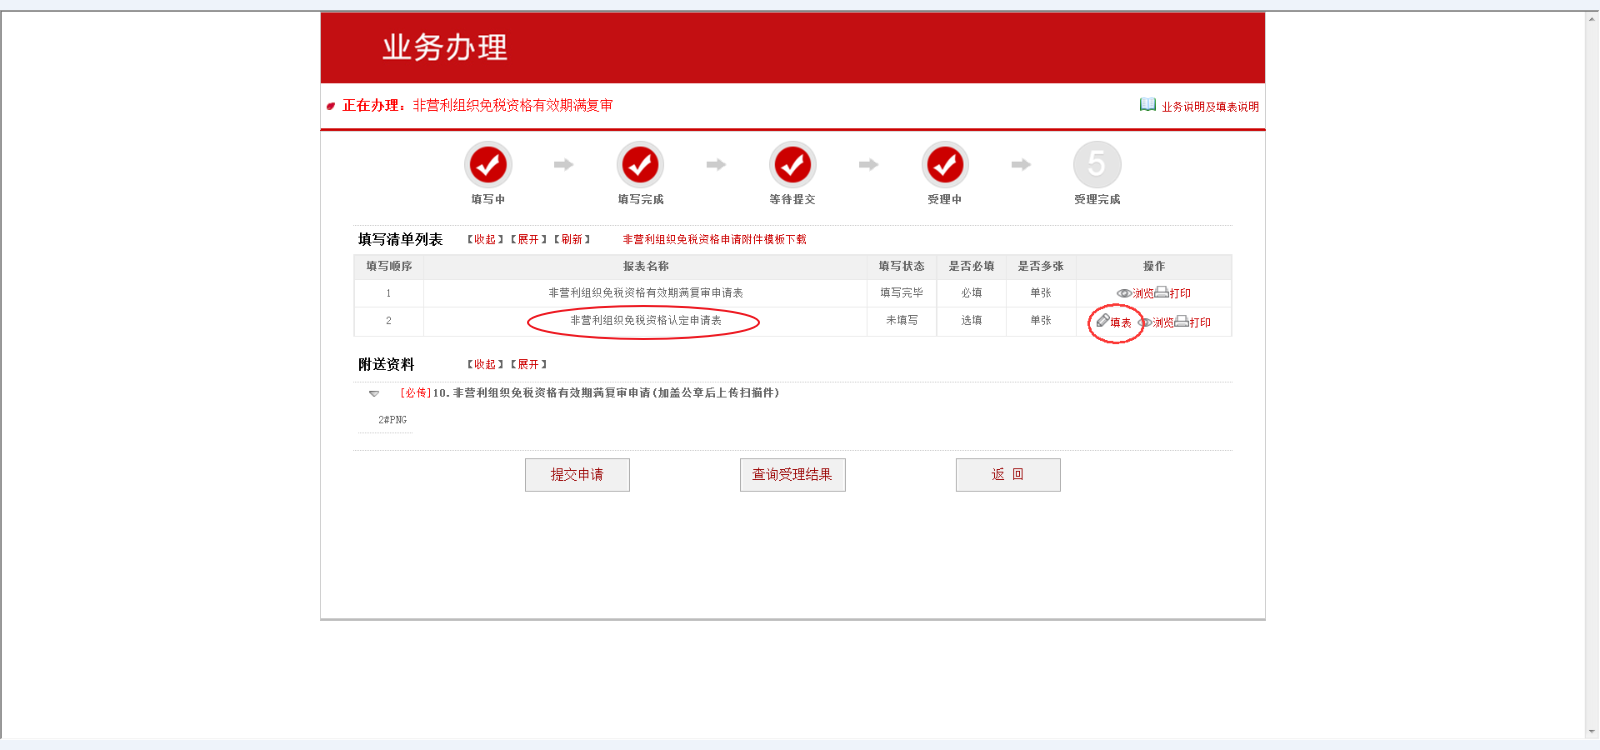 业务办理
正在办理：非营利组织免税资格有效期满复审 业务说明及填表说明
5
填写中 填写完成 等待提交 受理中 受理完成
填写清单列表 【收起】【展开】【刷新】 非营利组织免税资格申请附件模板下载
填写顺序 报表名称 填写状态 是否必填 是否多张 操作
1 非营利组织免税资格有效期满复审申请表 填写完毕 必填 单张 浏览打印
2 非营利组织免税资格认定申请表 未填写 选填 单张 填表 浏览打印
附送资料 【收起】【展开】
[必传]10.非营利组织免税资格有效期满复审申请(加盖公章后上传扫描件)
2#PNG
提交申请 查询受理结果 返 回